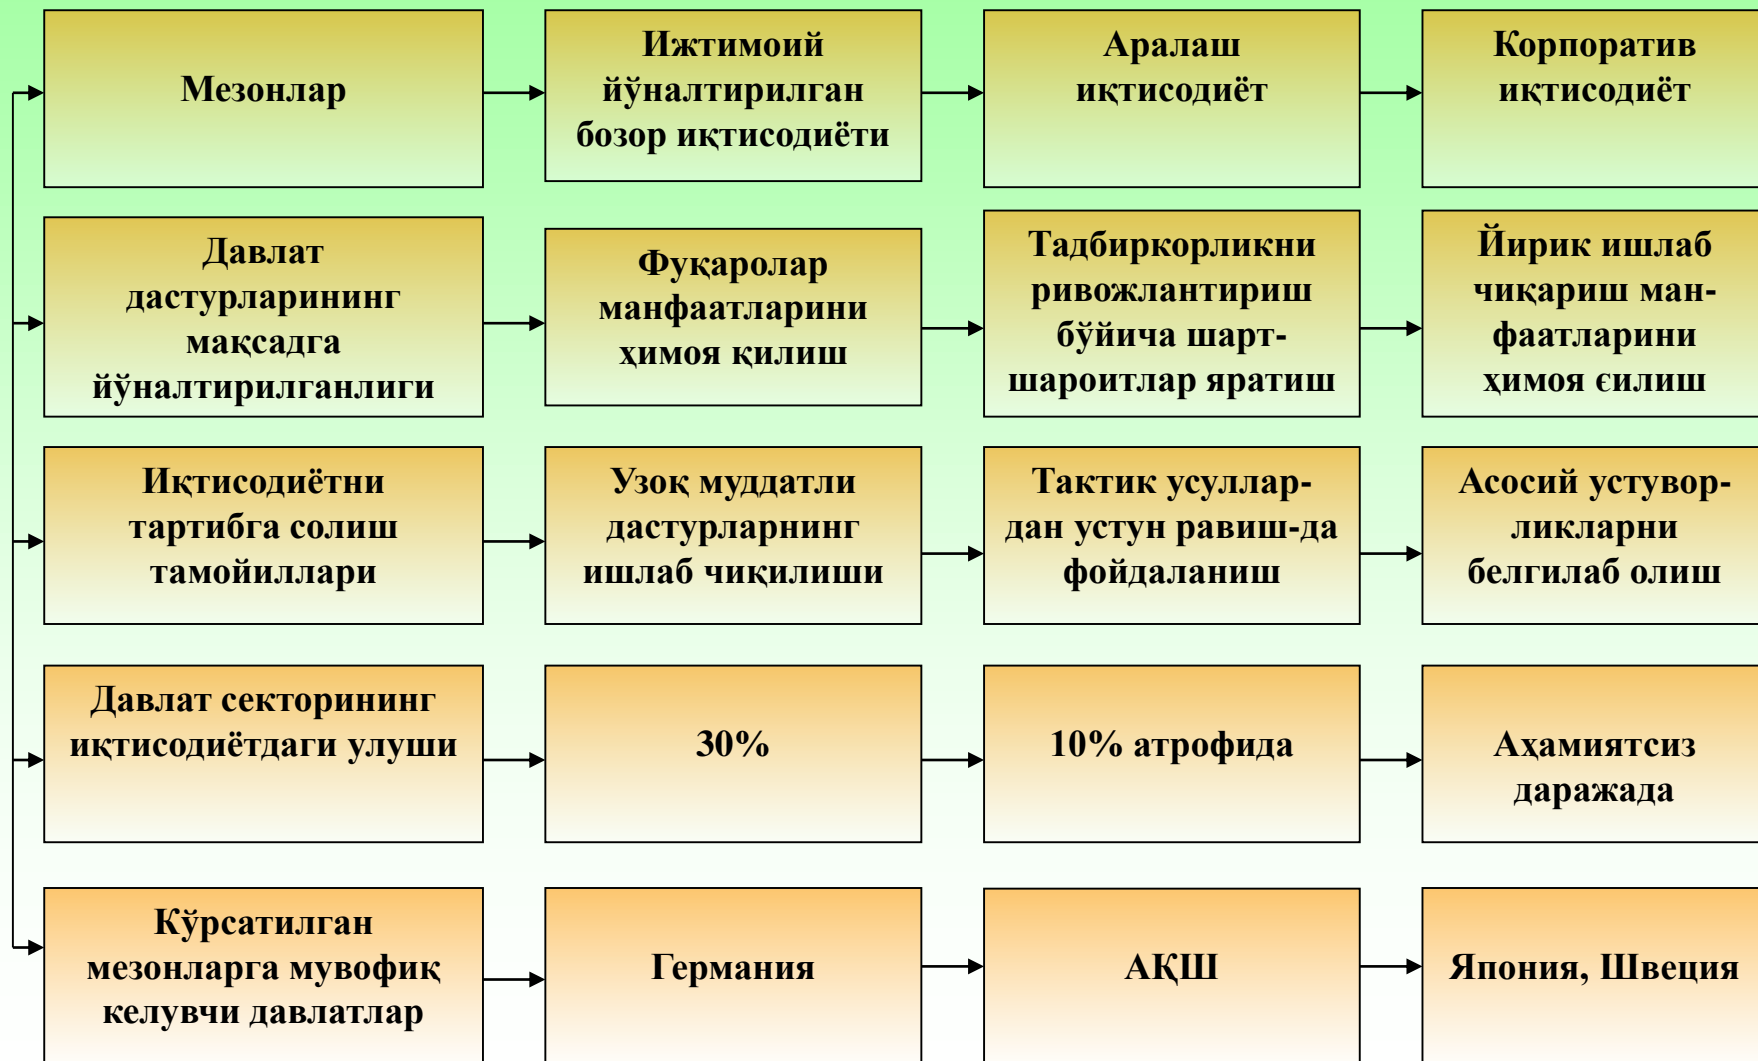 Мезонлар
Ижтимоий
йўналтирилган
бозор иқтисодиёти
Аралаш
иқтисодиёт
Корпоратив
иқтисодиёт
Давлат
дастурларининг
мақсадга
йўналтирилганлиги
Фуқаролар
манфаатларини
ҳимоя қилиш
Тадбиркорликни
ривожлантириш
бўйича шарт-
шароитлар яратиш
Йирик ишлаб
чиқариш ман-
фаатларини
ҳимоя єилиш
Иқтисодиётни
тартибга солиш
тамойиллари
Узоқ муддатли
дастурларнинг
ишлаб чиқилиши
Тактик усуллар-
дан устун равиш-да
фойдаланиш
Асосий устувор-
ликларни
белгилаб олиш
Давлат секторининг
иқтисодиётдаги улуши
30%
10% атрофида
Аҳамиятсиз
даражада
Кўрсатилган
мезонларга мувофиқ
келувчи давлатлар
Германия
АҚШ
Япония, Швеция